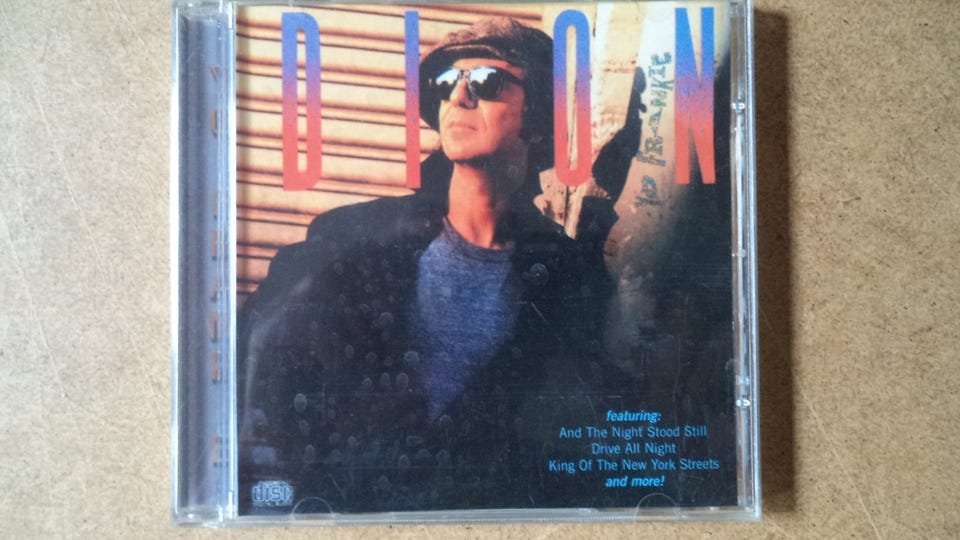 DION
YO FRANKIE
featuring:
And The Night Stood Still
Drive All Night
King Of The New York Streets
and more!
disc